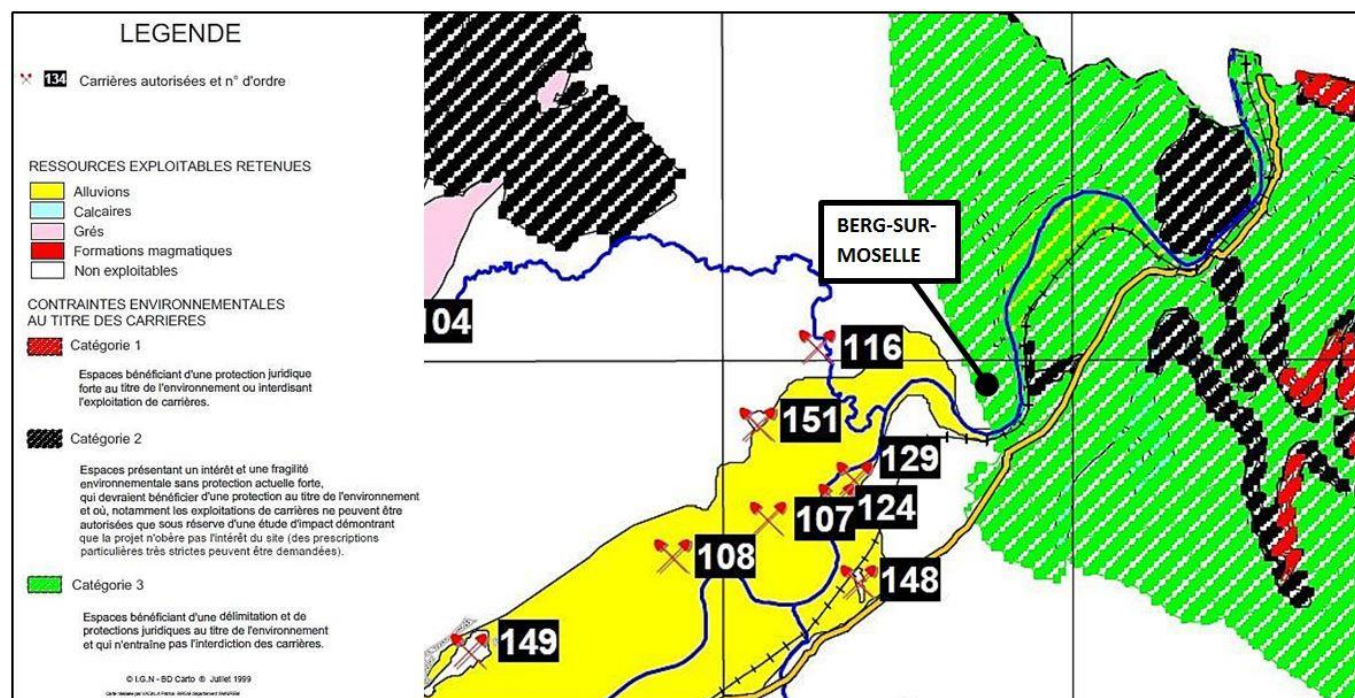 LEGENDE
134 Carrières autorisées et n° d'ordre
RESSOURCES EXPLOITABLES RETENUES
Alluvions
Calcaires
Grés
Formations magmatiques
Non exploitables
CONTRAINTES ENVIRONNEMENTALES
AU TITRE DES CARRIERES
Catégorie 1
Espaces bénéficiant d'une protection juridique
forte au titre de l'environnement ou interdisant
l'exploitation de carrières.
Catégorie 2
Espaces présentant un intérêt et une fragilité
environnementale sans protection actuelle forte,
qui devraient bénéficier d'une protection au titre de l'environnement
et où, notamment les exploitations de carrières ne peuvent être
autorisées que sous réserve d'une étude d'impact démontrant
que la projet n'obère pas l'intérêt du site (des prescriptions
particulières très strictes peuvent être demandées).
Catégorie 3
Espaces bénéficiant d'une délimitation et de
protections juridiques au titre de l'environnement
et qui n'entraîne pas l'interdiction des carrières.
© I.G.N - BD Carto ® Juillet 1999
BERG-SUR-
MOSELLE
104
116
151
129
124
107
108
148
149